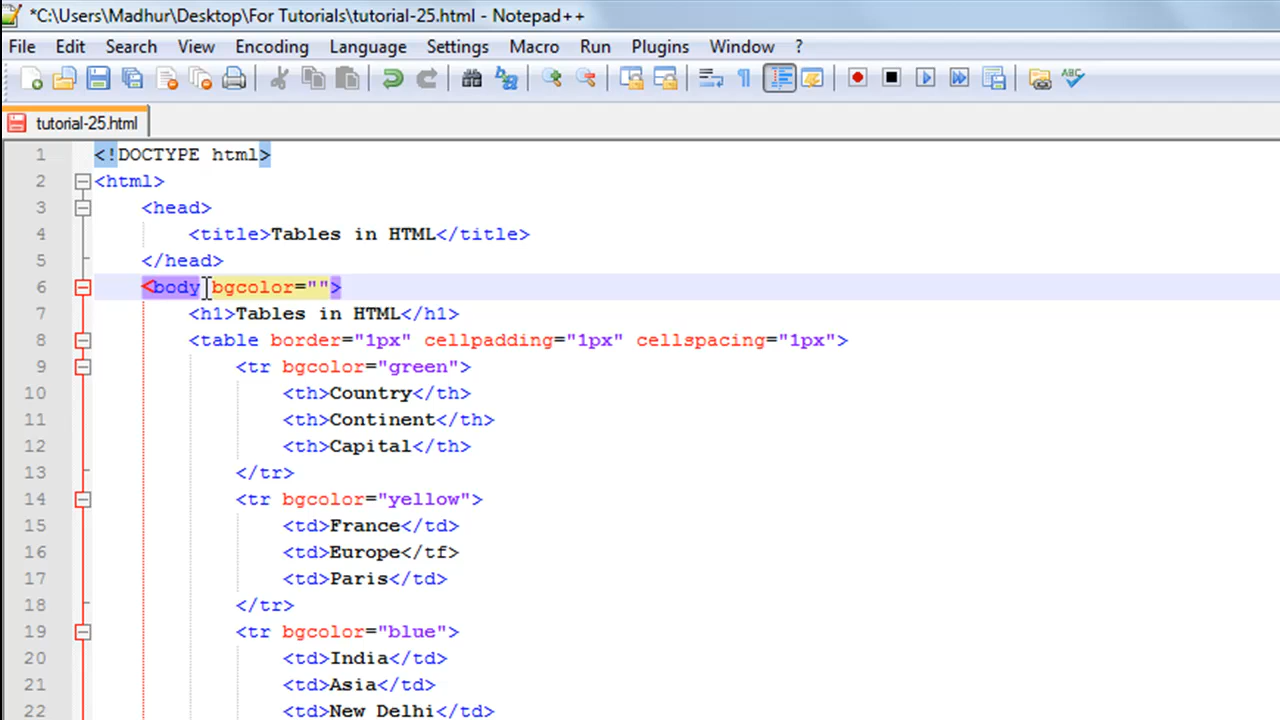 *C:\Users\Madhur\Desktop\For Tutorials\tutorial-25.html - Notepad++
File Edit Search View Encoding Language Settings Macro Run Plugins Window ?
tutorial-25.html
1 <!DOCTYPE html>
2 <html>
3 <head>
4 <title>Tables in HTML</title>
5 </head>
6 <body bgcolor="">
7 <h1>Tables in HTML</h1>
8 <table border="1px" cellpadding="1px" cellspacing="1px">
9 <tr bgcolor="green">
10 <th>Country</th>
11 <th>Continent</th>
12 <th>Capital</th>
13 </tr>
14 <tr bgcolor="yellow">
15 <td>France</td>
16 <td>Europe</tf>
17 <td>Paris</td>
18 </tr>
19 <tr bgcolor="blue">
20 <td>India</td>
21 <td>Asia</td>
22 <td>New Delhi</td>